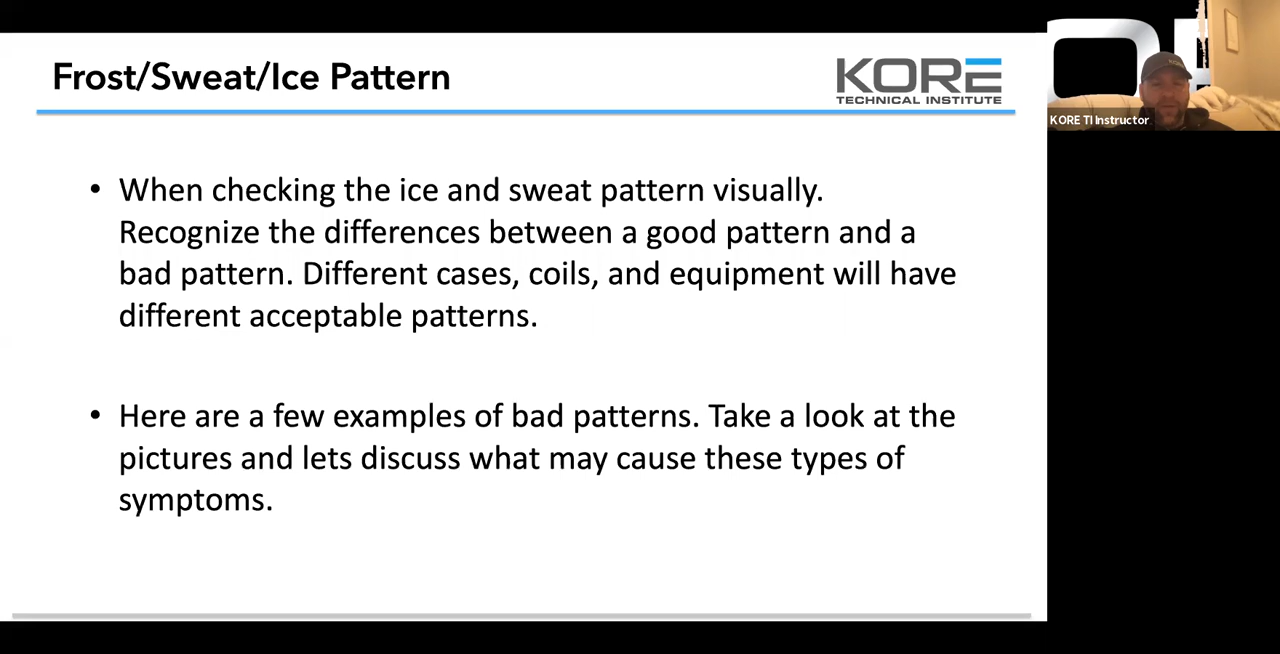 Frost/Sweat/Ice Pattern
KORE
TECHNICAL INSTITUTE
• When checking the ice and sweat pattern visually.
Recognize the differences between a good pattern and a
bad pattern. Different cases, coils, and equipment will have
different acceptable patterns.
• Here are a few examples of bad patterns. Take a look at the
pictures and lets discuss what may cause these types of
symptoms.
KORE TI Instructor